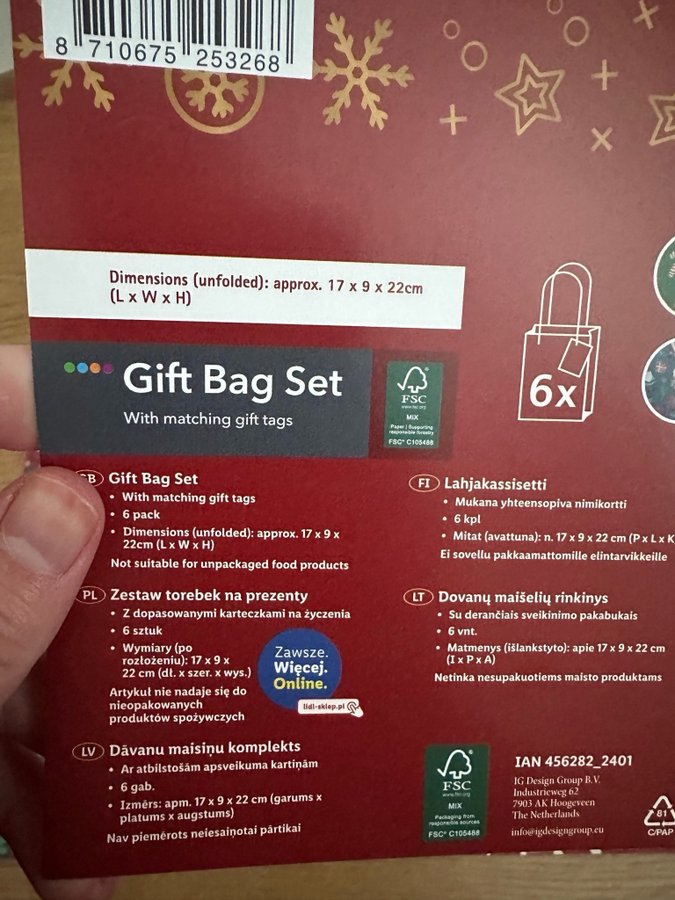 8 710675 253268
Dimensions (unfolded): approx. 17 x 9 x 22cm
(L x W x H)
Gift Bag Set
With matching gift tags
FSC
www.fsc.org
MIX
Paper | Supporting
responsible forestry
FSC® C105488
6x
GB Gift Bag Set
• With matching gift tags
• 6 pack
• Dimensions (unfolded): approx. 17 x 9 x
22cm (L x W x H)
Not suitable for unpackaged food products
FI Lahjakassisetti
• Mukana yhteensopiva nimikortti
• 6 kpl
• Mitat (avattuna): n. 17 x 9 x 22 cm (P x L x K
Ei sovellu pakkaamattomille elintarvikkeille
PL Zestaw torebek na prezenty
• Z dopasowanymi karteczkami na życzenia
• 6 sztuk
• Wymiary (po
rozłożeniu): 17 x 9 x
22 cm (dł. x szer. x wys.)
Artykuł nie nadaje się do
nieopakowanych
produktów spożywczych
Zawsze.
Więcej.
Online.
lidl-sklep.pl
LT Dovanų maišelių rinkinys
• Su derančiais sveikinimo pakabukais
• 6 vnt.
• Matmenys (išlankstyto): apie 17 x 9 x 22 cm
(I x P x A)
Netinka nesupakuotiems maisto produktams
LV Dāvanu maisiņu komplekts
• Ar atbilstošām apsveikuma kartiņām
• 6 gab.
• Izmērs: apm. 17 x 9 x 22 cm (garums x
platums x augstums)
Nav piemērots neiesaiņotai pārtikai
FSC
www.fsc.org
MIX
Packaging from
responsible sources
FSC® C105488
IAN 456282_2401
IG Design Group B.V.
Industrieweg 62
7903 AK Hoogeveen
The Netherlands
info@igdesigngroup.eu
81
C/PAP